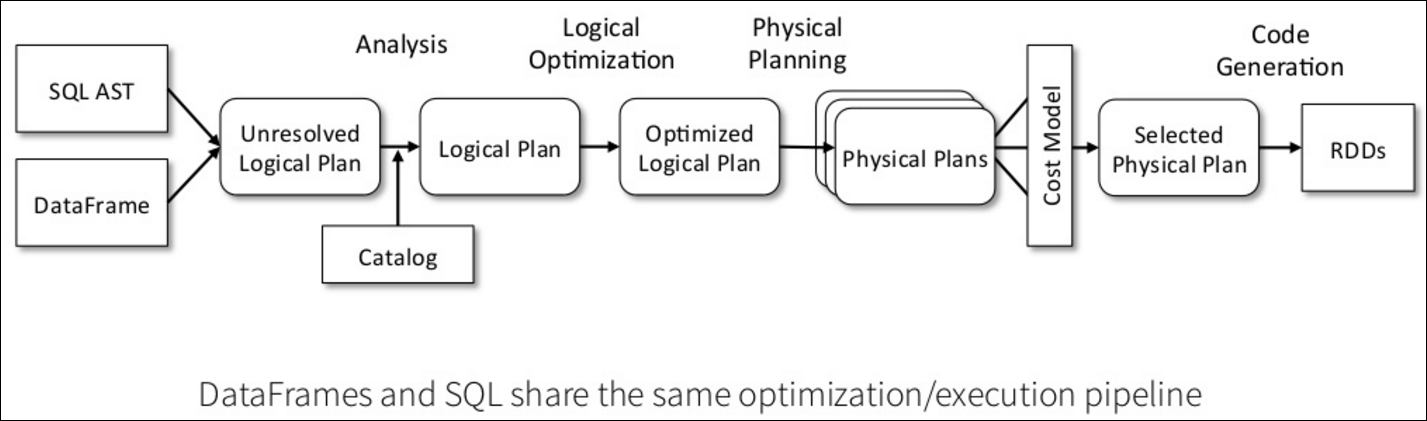 Analysis
Logical
Optimization
Physical
Planning
Code
Generation
SQL AST
DataFrame
Unresolved
Logical Plan
Catalog
Logical Plan
Optimized
Logical Plan
Physical Plans
Cost Model
Selected
Physical Plan
RDDs
DataFrames and SQL share the same optimization/execution pipeline